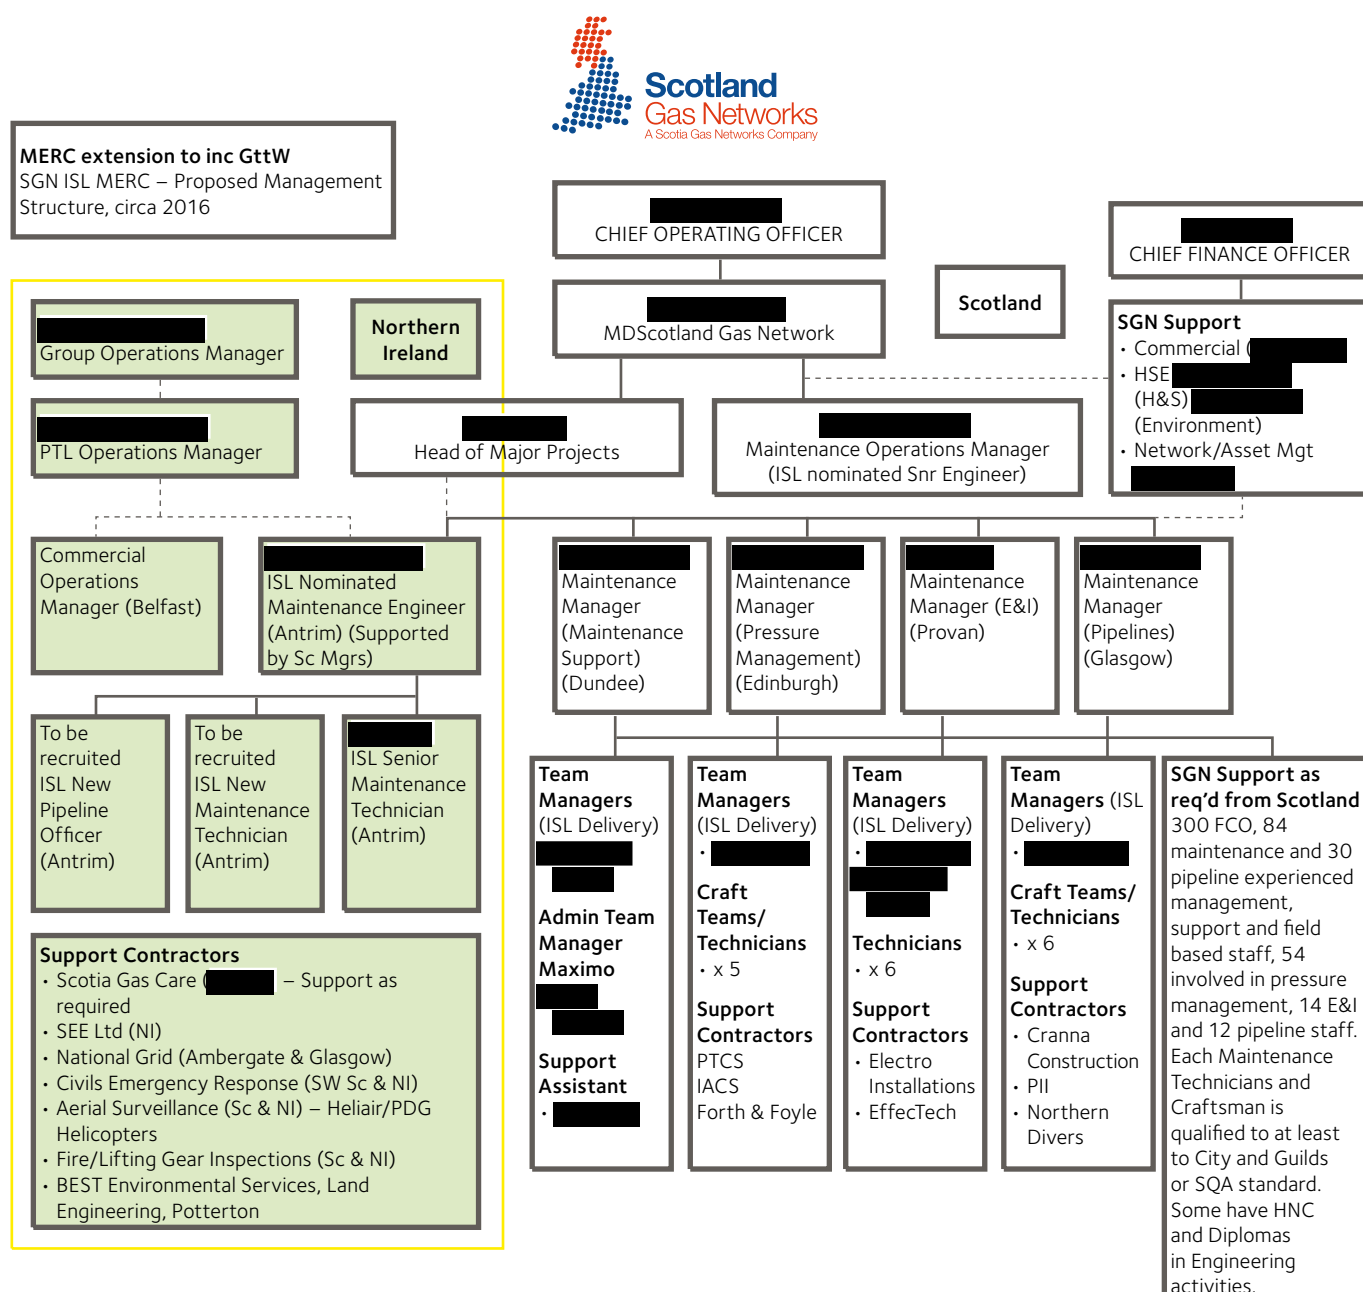 Scotland
Gas Networks
A Scotia Gas Networks Company
MERC extension to inc GttW
SGN ISL MERC – Proposed Management
Structure, circa 2016
CHIEF OPERATING OFFICER
CHIEF FINANCE OFFICER
MDScotland Gas Network
Scotland
SGN Support
• Commercial (
• HSE
(H&S)
(Environment)
• Network/Asset Mgt
Group Operations Manager
Northern
Ireland
PTL Operations Manager
Head of Major Projects
Maintenance Operations Manager
(ISL nominated Snr Engineer)
Commercial
Operations
Manager (Belfast)
ISL Nominated
Maintenance Engineer
(Antrim) (Supported
by Sc Mgrs)
Maintenance
Manager
(Maintenance
Support)
(Dundee)
Maintenance
Manager
(Pressure
Management)
(Edinburgh)
Maintenance
Manager (E&I)
(Provan)
Maintenance
Manager
(Pipelines)
(Glasgow)
To be
recruited
ISL New
Pipeline
Officer
(Antrim)
To be
recruited
ISL New
Maintenance
Technician
(Antrim)
ISL Senior
Maintenance
Technician
(Antrim)
Support Contractors
• Scotia Gas Care ( – Support as
required
• SEE Ltd (NI)
• National Grid (Ambergate & Glasgow)
• Civils Emergency Response (SW Sc & NI)
• Aerial Surveillance (Sc & NI) – Heliair/PDG
Helicopters
• Fire/Lifting Gear Inspections (Sc & NI)
• BEST Environmental Services, Land
Engineering, Potterton
Team
Managers
(ISL Delivery)
Admin Team
Manager
Maximo
Support
Assistant
•
Team
Managers
(ISL Delivery)
•
Craft
Teams/
Technicians
• x 5
Support
Contractors
PTCS
IACS
Forth & Foyle
Team
Managers
(ISL Delivery)
•
Technicians
• x 6
Support
Contractors
• Electro
Installations
• EffecTech
Team
Managers (ISL
Delivery)
•
Craft Teams/
Technicians
• x 6
Support
Contractors
• Cranna
Construction
• PII
• Northern
Divers
SGN Support as
req’d from Scotland
300 FCO, 84
maintenance and 30
pipeline experienced
management,
support and field
based staff, 54
involved in pressure
management, 14 E&I
and 12 pipeline staff.
Each Maintenance
Technicians and
Craftsman is
qualified to at least
to City and Guilds
or SQA standard.
Some have HNC
and Diplomas
in Engineering
activities.